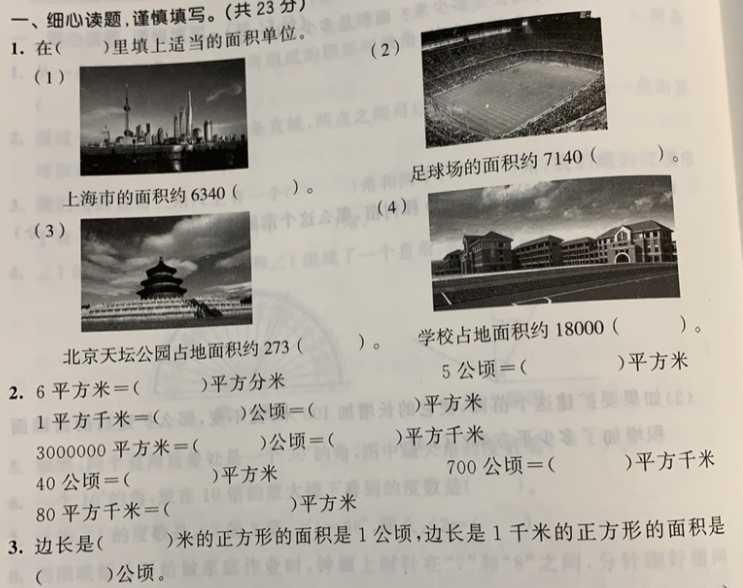 一、细心读题,谨慎填写。(共 23 分)
1. 在(  )里填上适当的面积单位。
(1)
(2)
上海市的面积约 6340 (  )。
足球场的面积约 7140 (  )。
(3)
(4)
北京天坛公园占地面积约 273 (  )。
学校占地面积约 18000 (  )。
2. 6 平方米=(  )平方分米
5 公顷=(  )平方米
1 平方千米=(  )公顷=(  )平方米
3000000 平方米=(  )公顷=(  )平方千米
40 公顷=(  )平方米
700 公顷=(  )平方千米
80 平方千米=(  )平方米
3. 边长是(  )米的正方形的面积是 1 公顷,边长是 1 千米的正方形的面积是
(  )公顷。